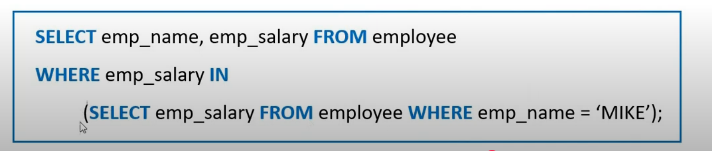 SELECT emp_name, emp_salary FROM employee
WHERE emp_salary IN
(SELECT emp_salary FROM employee WHERE emp_name = ‘MIKE’);